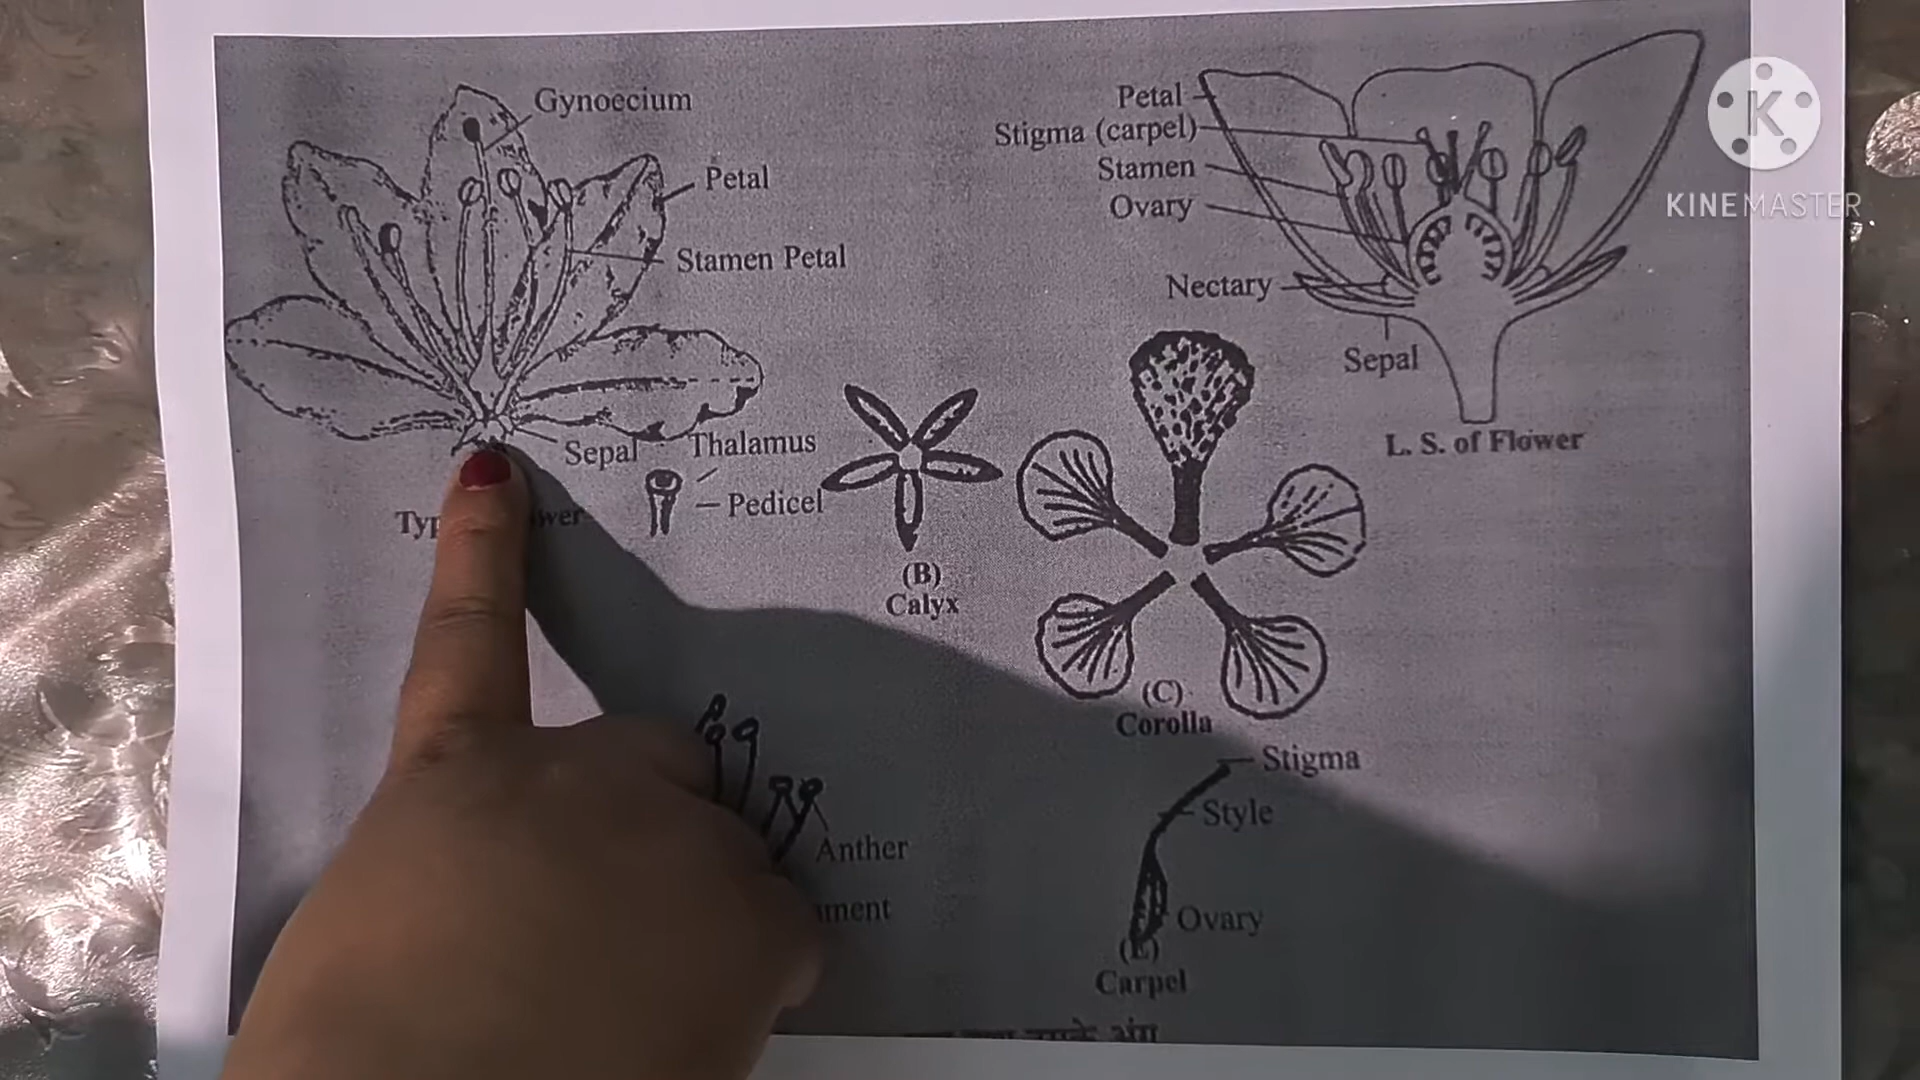 Gynoecium
Petal
Stamen Petal
Sepal
Thalamus
Pedicel
Petal
Stigma (carpel)
Stamen
Ovary
Nectary
Sepal
L. S. of Flower
K
KINEMASTER
(B)
Calyx
(C)
Corolla
Anther
Stigma
Style
Ovary
(E)
Carpel
अंग